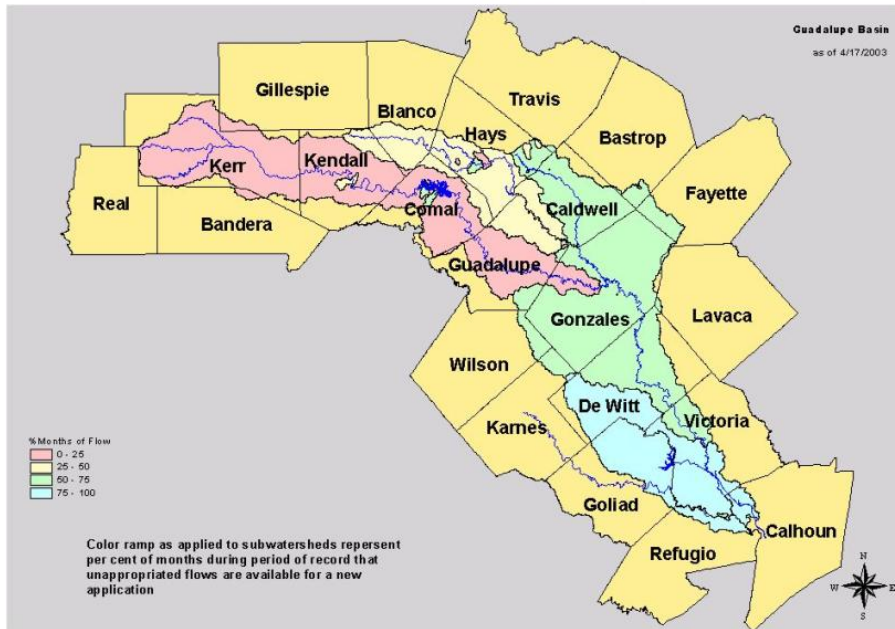 Guadalupe Basin
as of 4/17/2003
Gillespie
Blanco
Travis
Hays
Bastrop
Kerr
Kendall
Real
Bandera
Comal
Caldwell
Fayette
Guadalupe
Gonzales
Lavaca
Wilson
De Witt
Victoria
Karnes
Goliad
Calhoun
Refugio
% Months of Flow
0 - 25
25 - 50
50 - 75
75 - 100
Color ramp as applied to subwatersheds repersent
per cent of months during period of record that
unappropriated flows are available for a new
application
N
W E
S